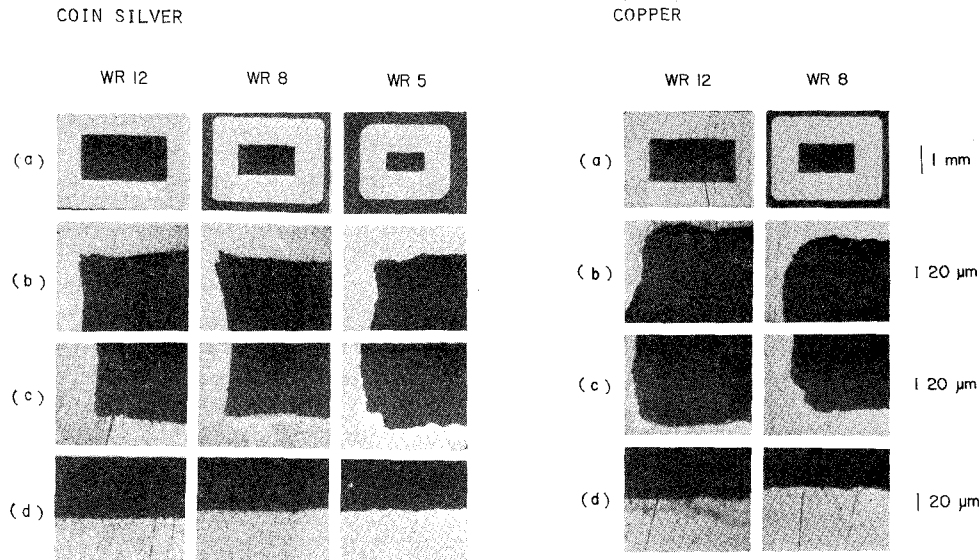 COIN SILVER
COPPER
WR 12 WR 8 WR 5
WR 12 WR 8
(a) (a) 1 mm
(b) (b) 20 µm
(c) (c) 20 µm
(d) (d) 20 µm